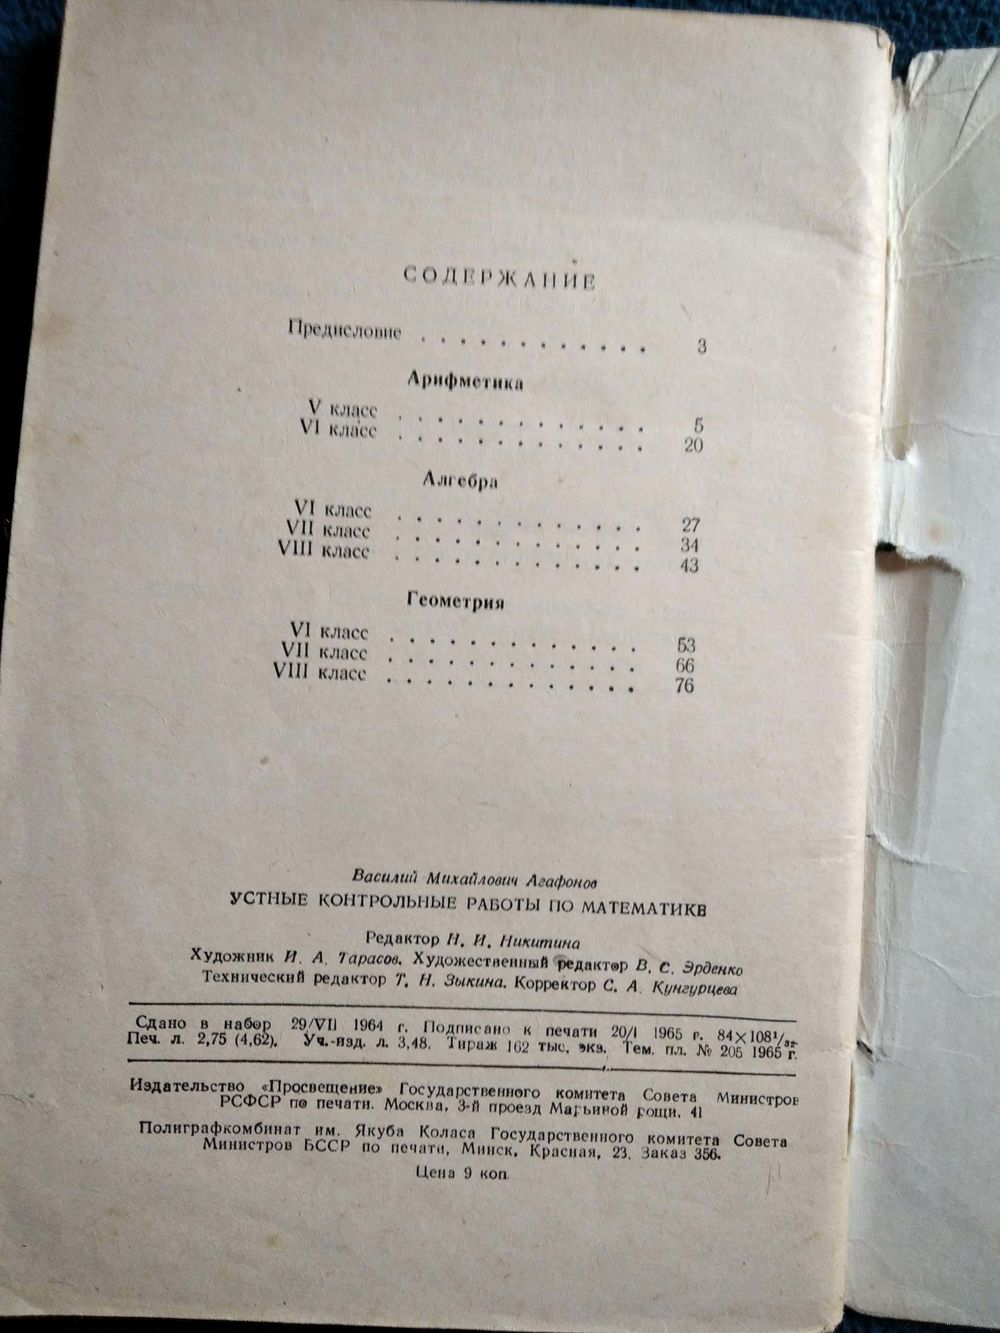 СОДЕРЖАНИЕ
Предисловие . . . . . . . . . . . . 3
Арифметика
V класс . . . . . . . . . . . . . 5
VI класс . . . . . . . . . . . . . 20
Алгебра
VI класс . . . . . . . . . . . . . 27
VII класс . . . . . . . . . . . . . 34
VIII класс . . . . . . . . . . . . . 43
Геометрия
VI класс . . . . . . . . . . . . . 53
VII класс . . . . . . . . . . . . . 66
VIII класс . . . . . . . . . . . . . 76
Василий Михайлович Агафонов
УСТНЫЕ КОНТРОЛЬНЫЕ РАБОТЫ ПО МАТЕМАТИКЕ
Редактор Н. И. Никитина
Художник И. А. Тарасов. Художественный редактор В. С. Эрденко
Технический редактор Т. Н. Зыкина. Корректор С. А. Кунгурцева
Сдано в набор 29/VII 1964 г. Подписано к печати 20/I 1965 г. 84×108¹/₃₂.
Печ. л. 2,75 (4,62). Уч.-изд. л. 3,48. Тираж 162 тыс. экз. Тем. пл. № 205 1965 г.
Издательство «Просвещение» Государственного комитета Совета Министров
РСФСР по печати. Москва, 3-й проезд Марьиной рощи, 41
Полиграфкомбинат им. Якуба Коласа Государственного комитета Совета
Министров БССР по печати, Минск, Красная, 23. Заказ 356.
Цена 9 коп.